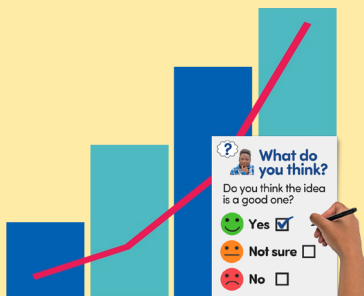 ?
What do
you think?
Do you think the idea
is a good one?
Yes
Not sure
No